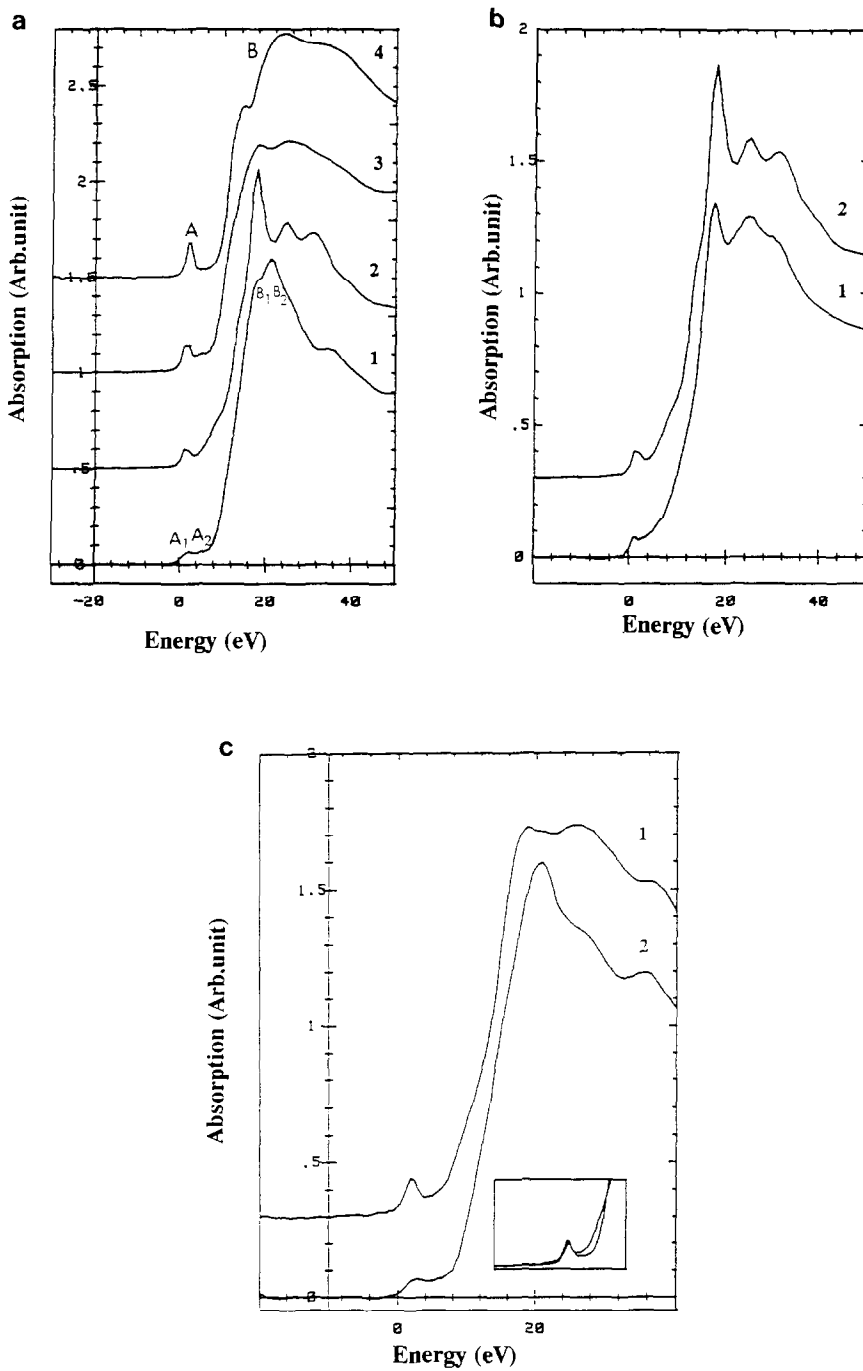 a
B
4
2.5
3
2
A
2
1.5
B₁ B₂
1
1
.5
A₁ A₂
0
-20 0 20 40
Energy (eV)
Absorption (Arb.unit)
b
2
1.5
2
1
1
.5
0
0 20 40
Energy (eV)
Absorption (Arb.unit)
c
1
1.5
2
1
.5
0
0 20
Energy (eV)
Absorption (Arb.unit)